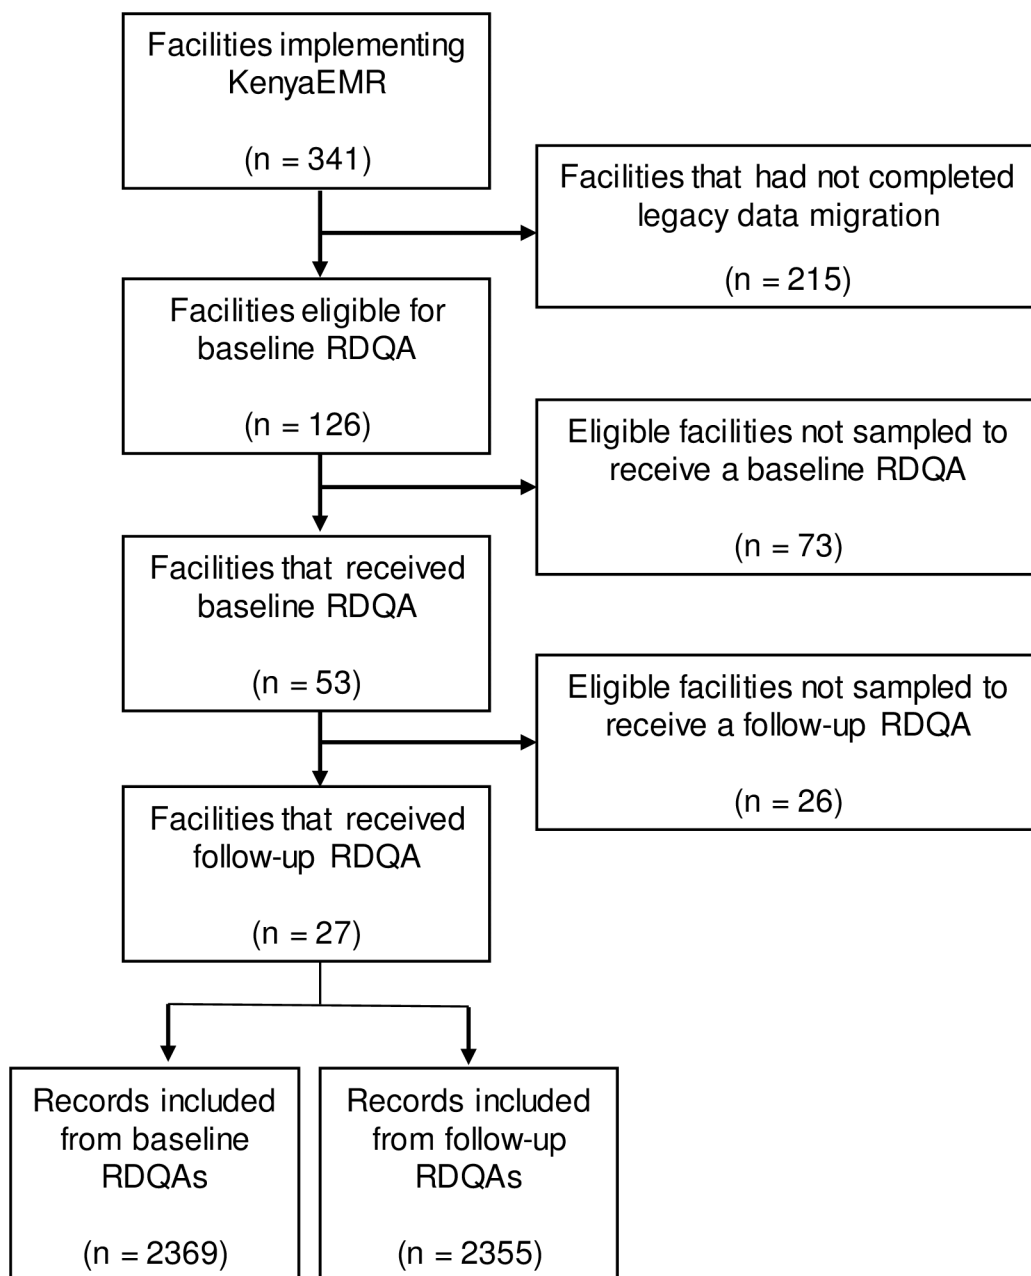 Facilities implementing
KenyaEMR
(n = 341)
Facilities that had not completed
legacy data migration
(n = 215)
Facilities eligible for
baseline RDQA
(n = 126)
Eligible facilities not sampled to
receive a baseline RDQA
(n = 73)
Facilities that received
baseline RDQA
(n = 53)
Eligible facilities not sampled to
receive a follow-up RDQA
(n = 26)
Facilities that received
follow-up RDQA
(n = 27)
Records included
from baseline
RDQAs
(n = 2369)
Records included
from follow-up
RDQAs
(n = 2355)